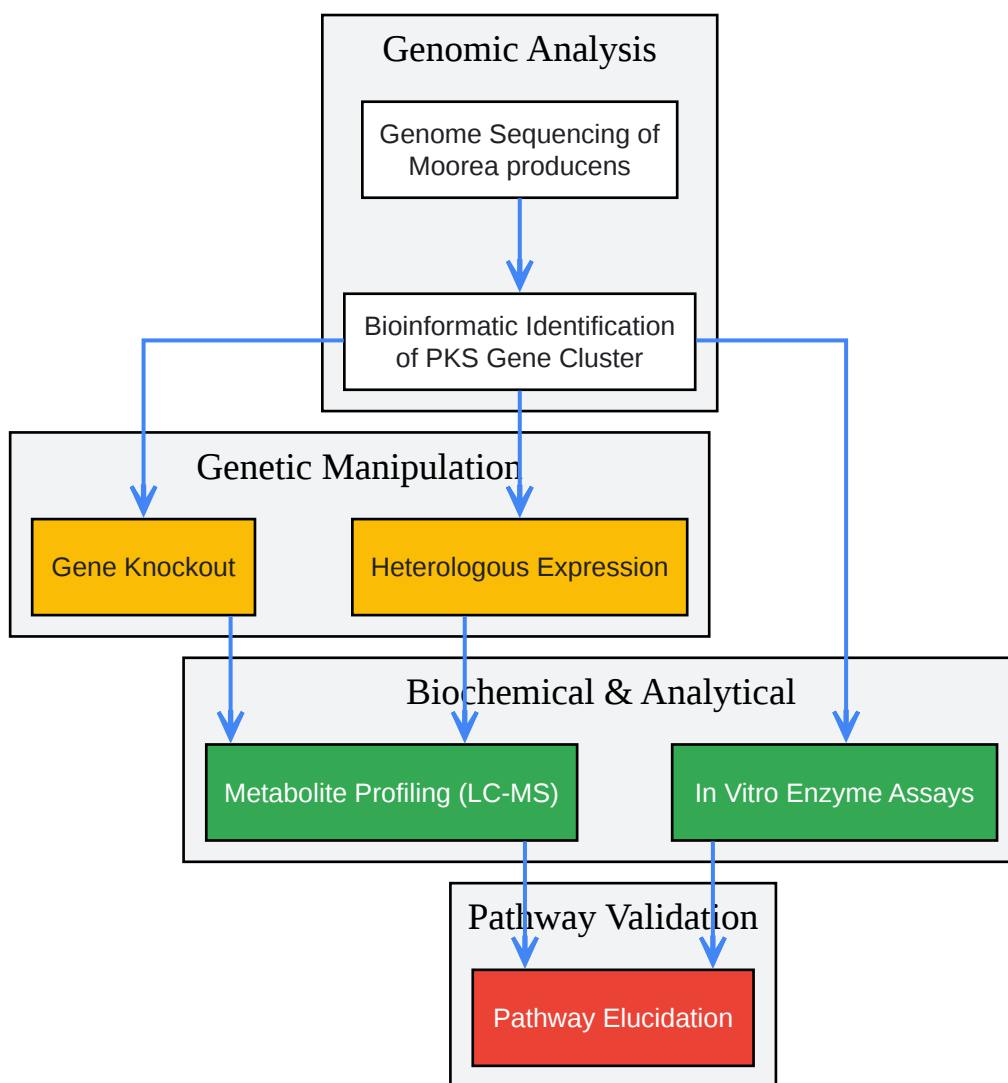 Genomic Analysis
Genome Sequencing of
Moorea producens
Bioinformatic Identification
of PKS Gene Cluster
Genetic Manipulation
Gene Knockout
Heterologous Expression
Biochemical & Analytical
Metabolite Profiling (LC-MS)
In Vitro Enzyme Assays
Pathway Validation
Pathway Elucidation